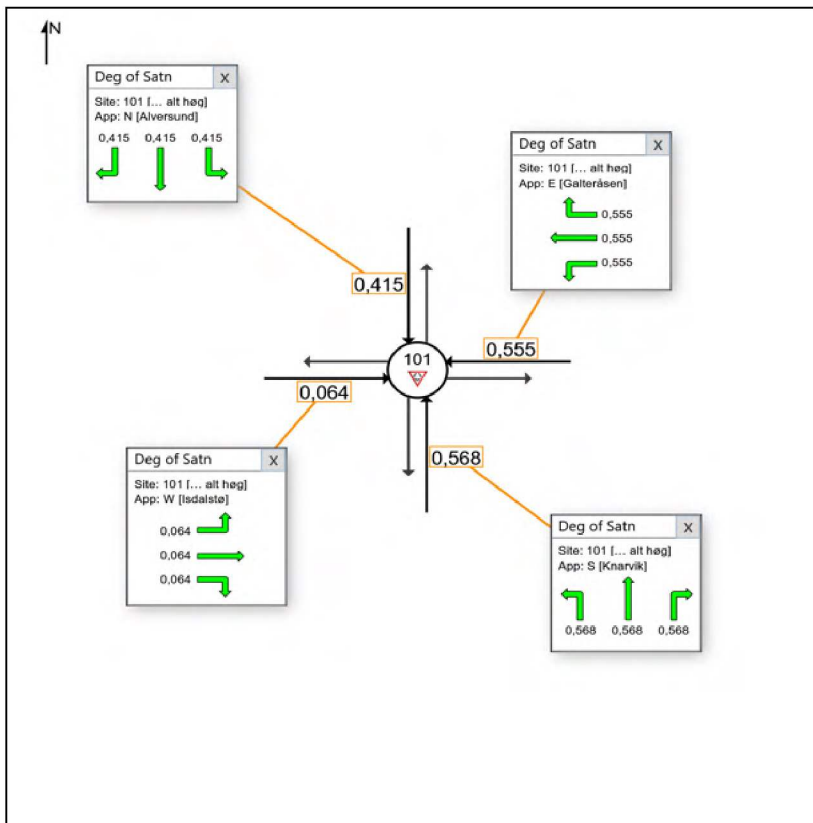 N
Deg of Satn X
Site: 101 [... alt høg]
App: N [Alversund]
0,415 0,415 0,415
Deg of Satn X
Site: 101 [... alt høg]
App: E [Galteråsen]
0,555
0,555
0,555
0,415
0,555
101
0,064
0,568
Deg of Satn X
Site: 101 [... alt høg]
App: W [Isdalstø]
0,064
0,064
0,064
Deg of Satn X
Site: 101 [... alt høg]
App: S [Knarvik]
0,568 0,568 0,568